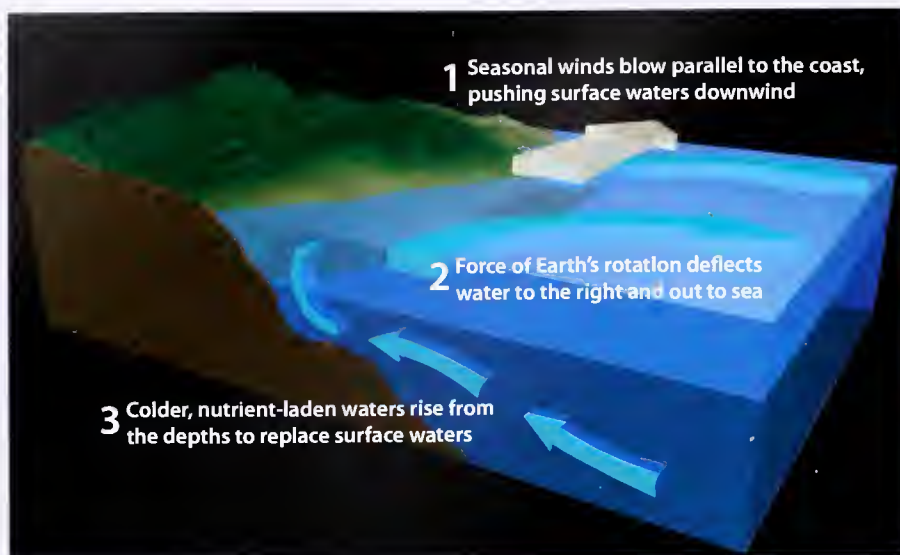 1 Seasonal winds blow parallel to the coast,
pushing surface waters downwind
2 Force of Earth's rotation deflects
water to the right and out to sea
3 Colder, nutrient-laden waters rise from
the depths to replace surface waters